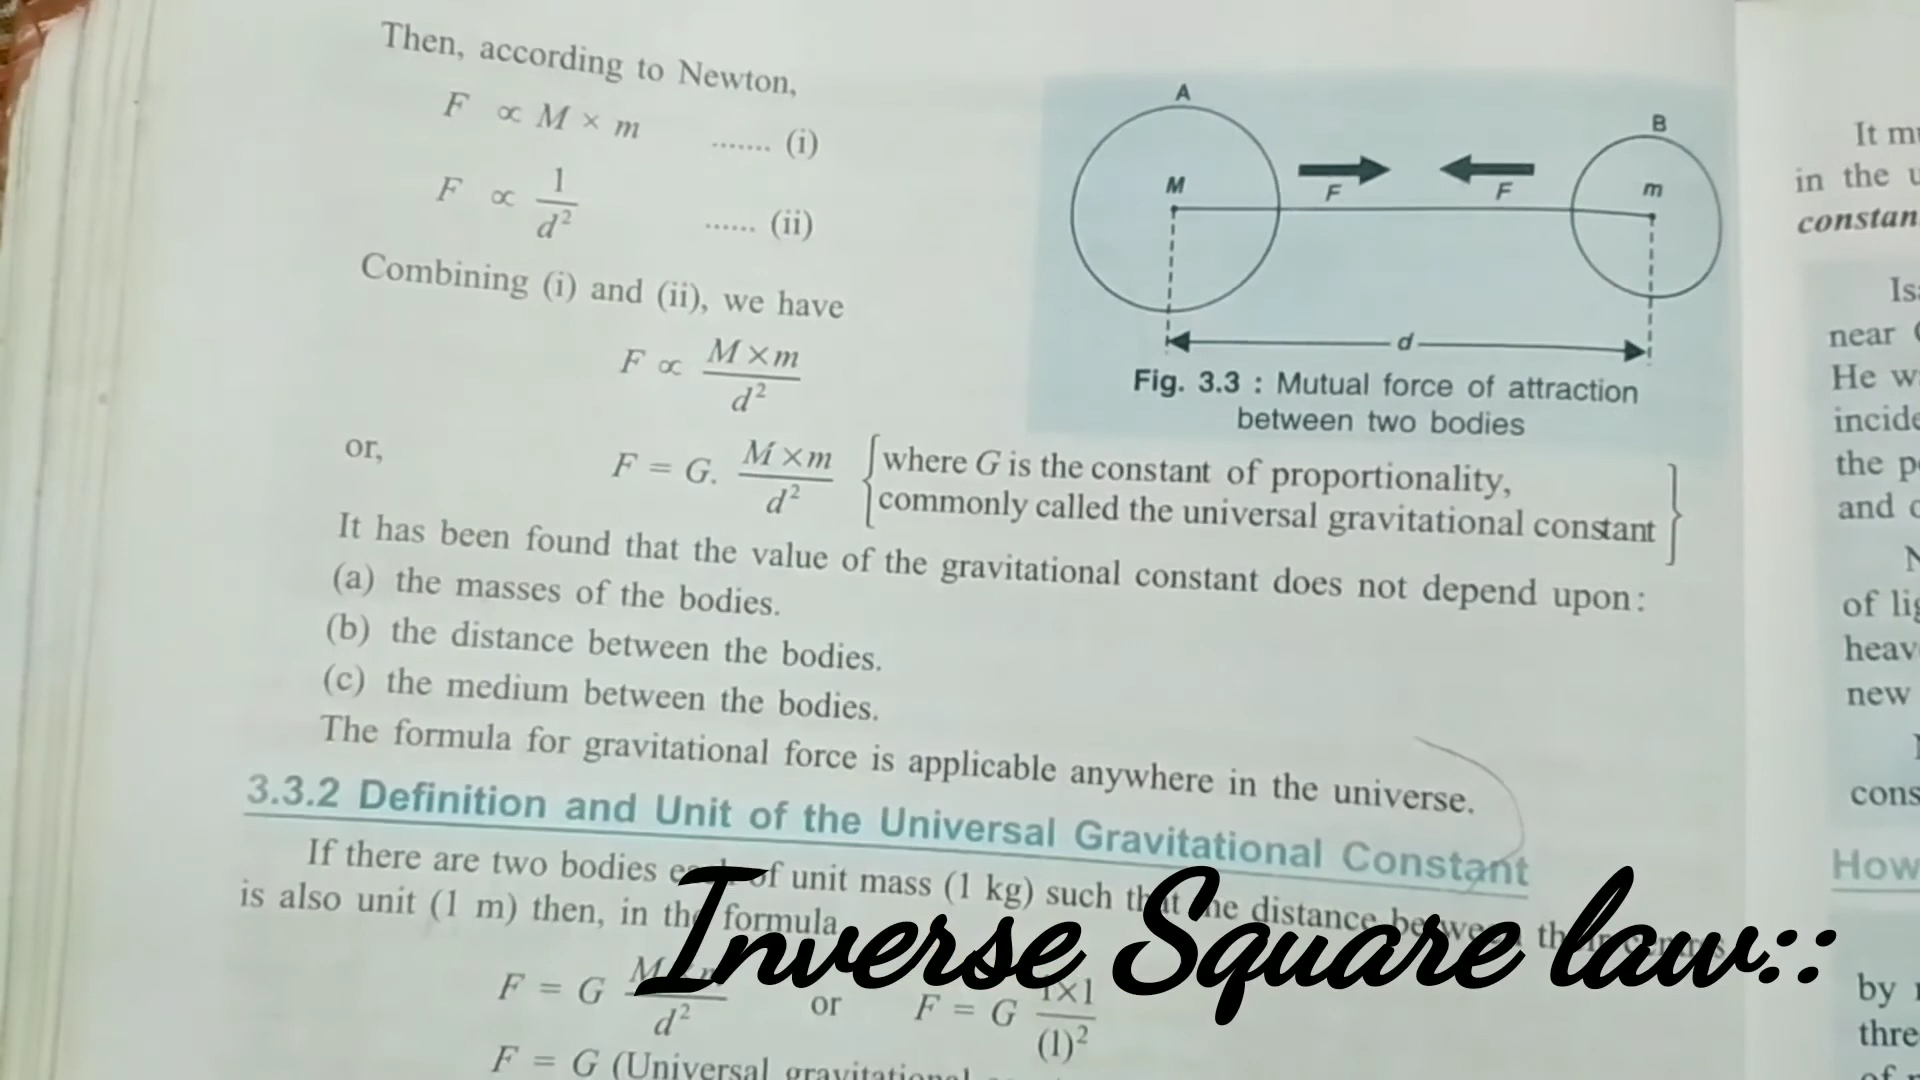 Then, according to Newton,
F ∝ M × m ....... (i)
F ∝ 1/d² ...... (ii)
Combining (i) and (ii), we have
F ∝ M×m/d²
or,
F = G. M×m/d² {where G is the constant of proportionality,
commonly called the universal gravitational constant}
A
B
M
m
F
F
d
Fig. 3.3 : Mutual force of attraction
between two bodies
It has been found that the value of the gravitational constant does not depend upon:
(a) the masses of the bodies.
(b) the distance between the bodies.
(c) the medium between the bodies.
The formula for gravitational force is applicable anywhere in the universe.
3.3.2 Definition and Unit of the Universal Gravitational Constant
If there are two bodies of unit mass (1 kg) such distance
is also unit (1 m) then, in the formula
F = G /d² or F = G 1×1/(1)²
F = G (Universal
Inverse Square law::
It
in the
Is
near
He
incide
the
and
of
heav
new
cons
How
by
thre
of